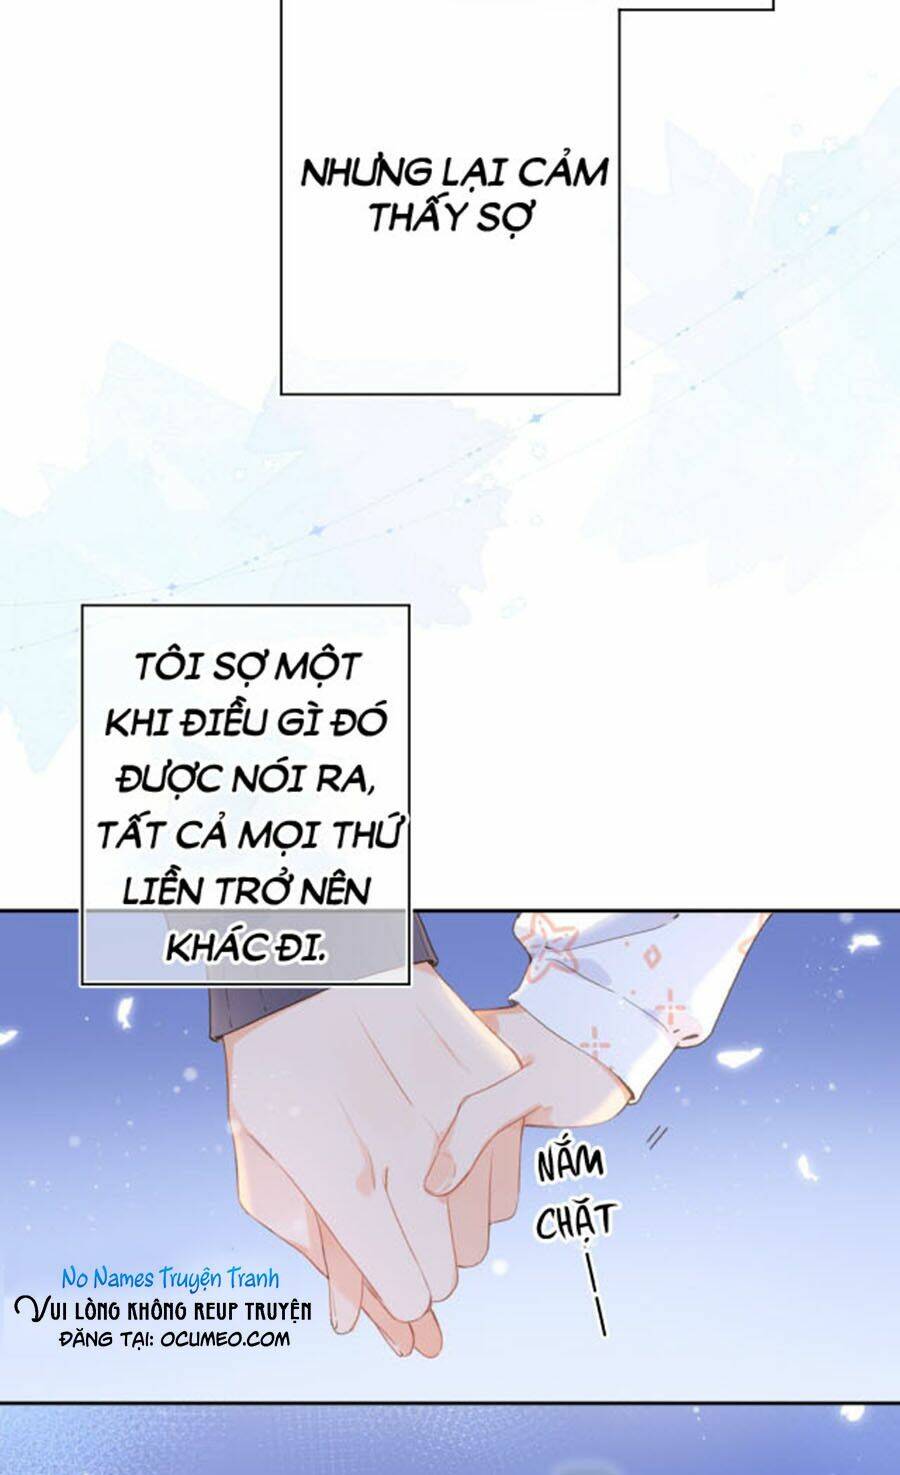 NHƯNG LẠI CẢM
THẤY SỢ
TÔI SỢ MỘT
KHI ĐIỀU GÌ ĐÓ
ĐƯỢC NÓI RA,
TẤT CẢ MỌI THỨ
LIỀN TRỞ NÊN
KHÁC ĐI.
NẮM
CHẶT
No Names Truyện Tranh
VUI LÒNG KHÔNG REUP TRUYỆN
ĐĂNG TẠI: OCUMEO.COM